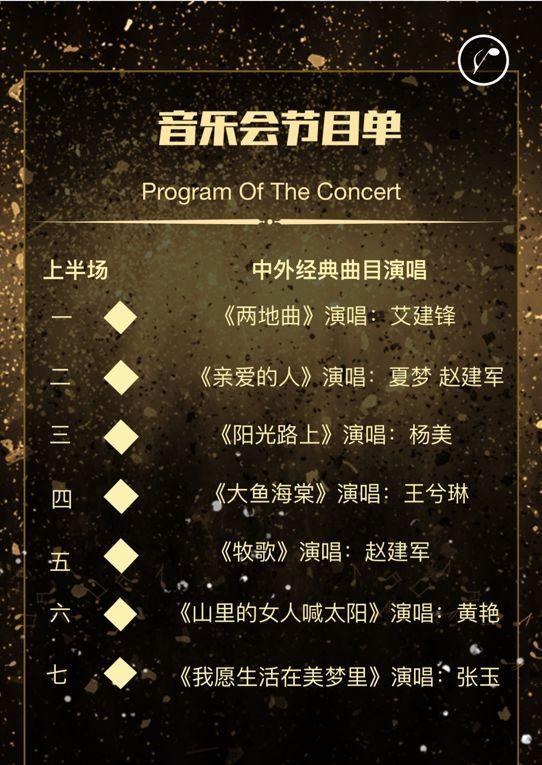 音乐会节目单
Program Of The Concert
上半场 中外经典曲目演唱
一 《两地曲》演唱：艾建锋
二 《亲爱的人》演唱：夏梦 赵建军
三 《阳光路上》演唱：杨美
四 《大鱼海棠》演唱：王兮琳
五 《牧歌》演唱：赵建军
六 《山里的女人喊太阳》演唱：黄艳
七 《我愿生活在美梦里》演唱：张玉